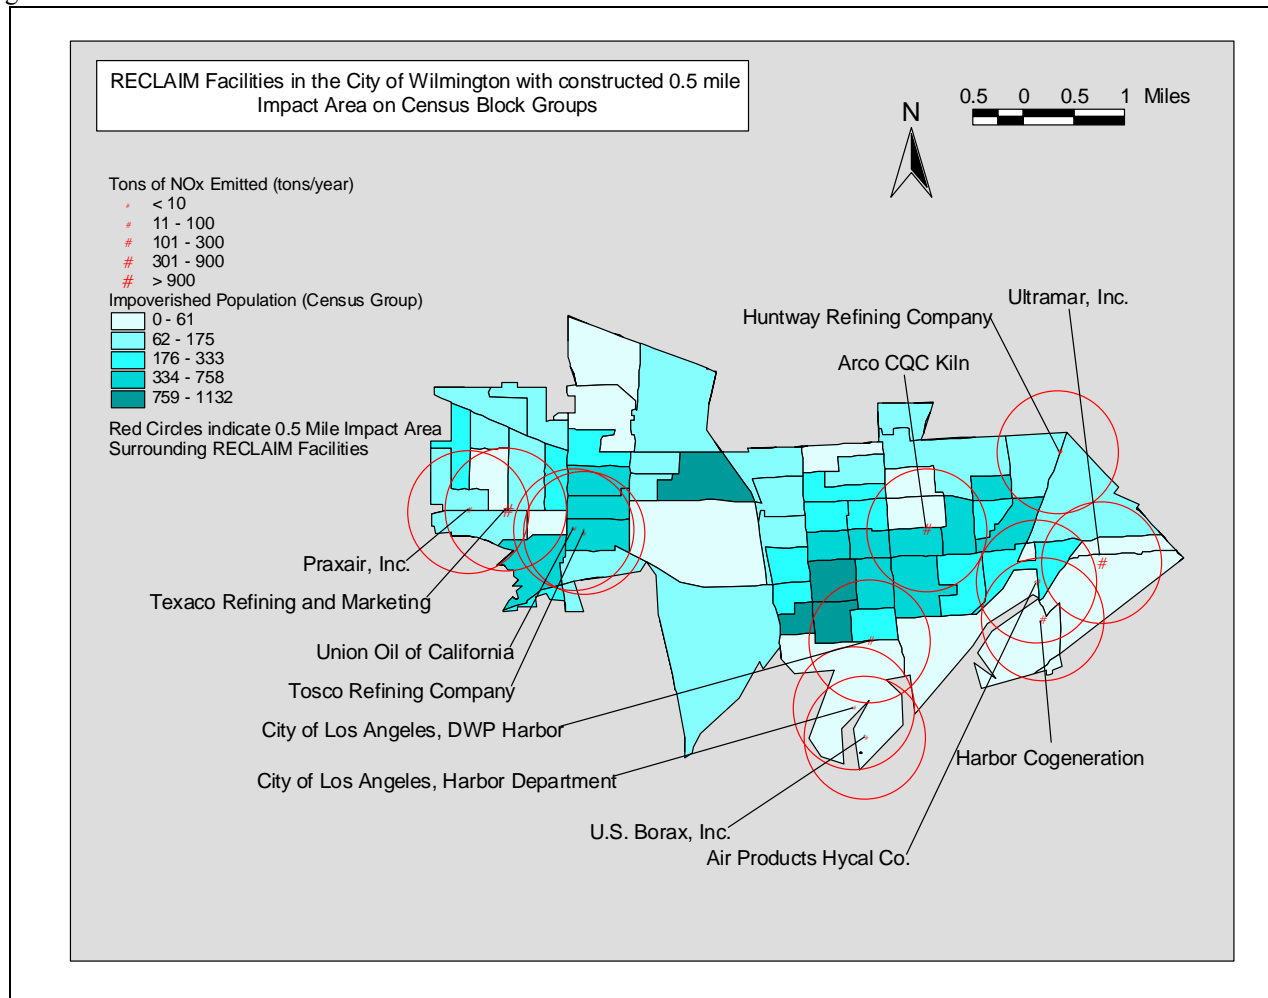 RECLAIM Facilities in the City of Wilmington with constructed 0.5 mile
Impact Area on Census Block Groups
0.5 0 0.5 1 Miles
N
Tons of NOx Emitted (tons/year)
# < 10
# 11 - 100
# 101 - 300
# 301 - 900
# > 900
Impoverished Population (Census Group)
0 - 61
62 - 175
176 - 333
334 - 758
759 - 1132
Red Circles indicate 0.5 Mile Impact Area
Surrounding RECLAIM Facilities
Ultramar, Inc.
Huntway Refining Company
Arco CQC Kiln
Praxair, Inc.
Texaco Refining and Marketing
Union Oil of California
Tosco Refining Company
City of Los Angeles, DWP Harbor
City of Los Angeles, Harbor Department
Harbor Cogeneration
U.S. Borax, Inc.
Air Products Hycal Co.